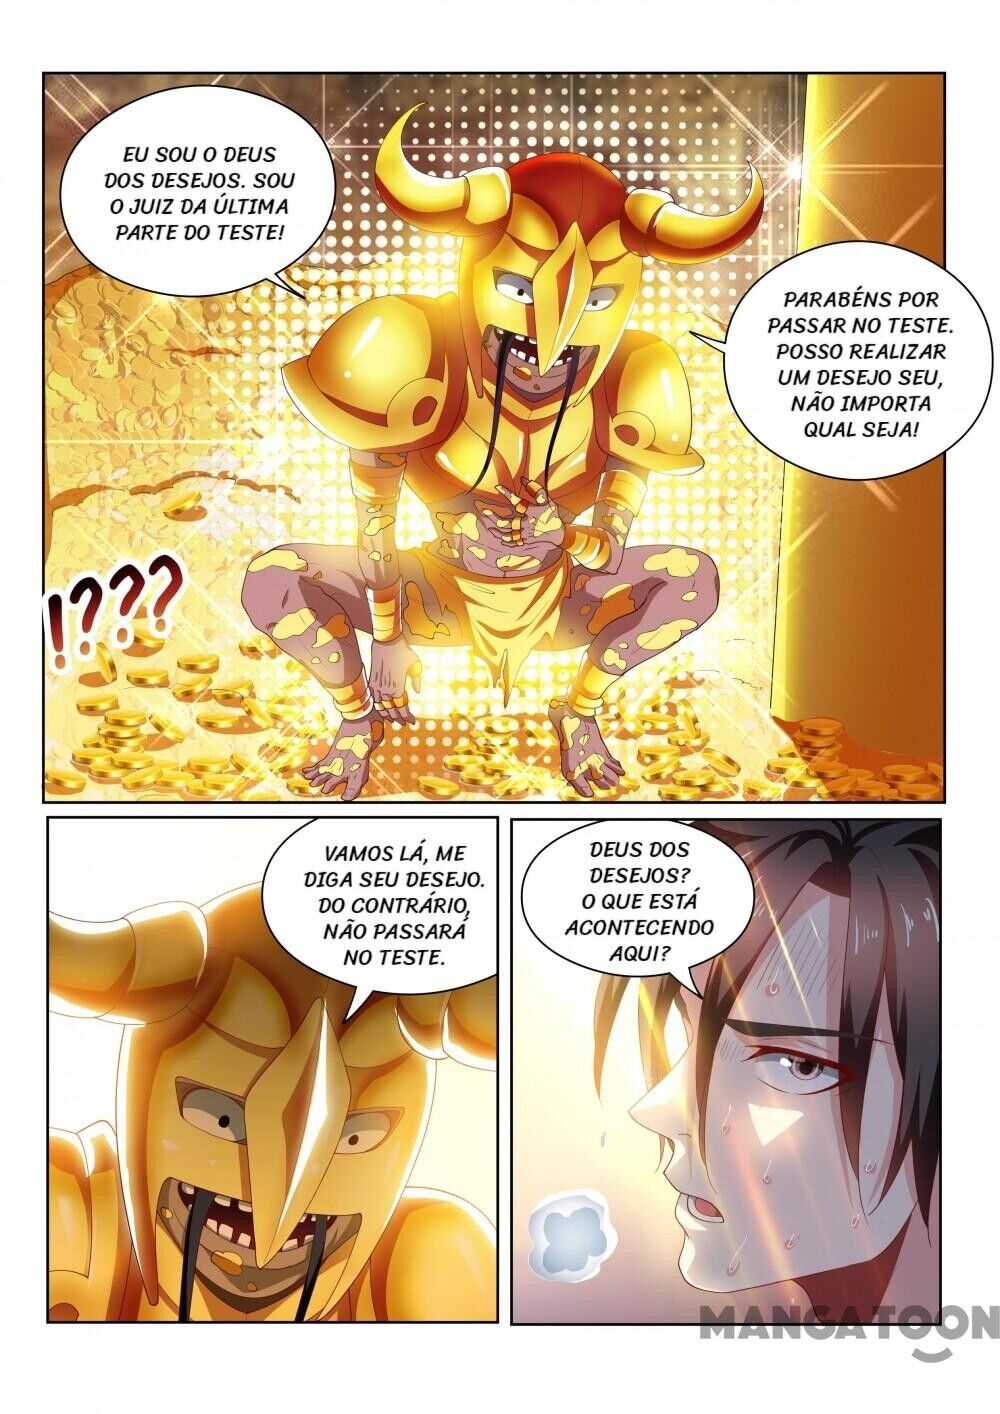 EU SOU O DEUS
DOS DESEJOS. SOU
O JUIZ DA ÚLTIMA
PARTE DO TESTE!
PARABÉNS POR
PASSAR NO TESTE.
POSSO REALIZAR
UM DESEJO SEU,
NÃO IMPORTA
QUAL SEJA!
!????
VAMOS LÁ, ME
DIGA SEU DESEJO.
DO CONTRÁRIO,
NÃO PASSARÁ
NO TESTE.
DEUS DOS
DESEJOS?
O QUE ESTÁ
ACONTECENDO
AQUI?
MANGATOON